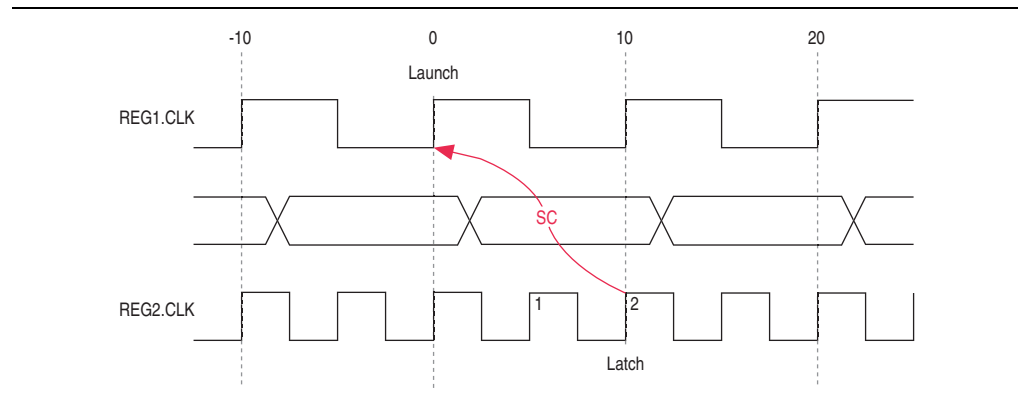 -10 0 10 20
Launch
REG1.CLK
SC
REG2.CLK 1 2
Latch